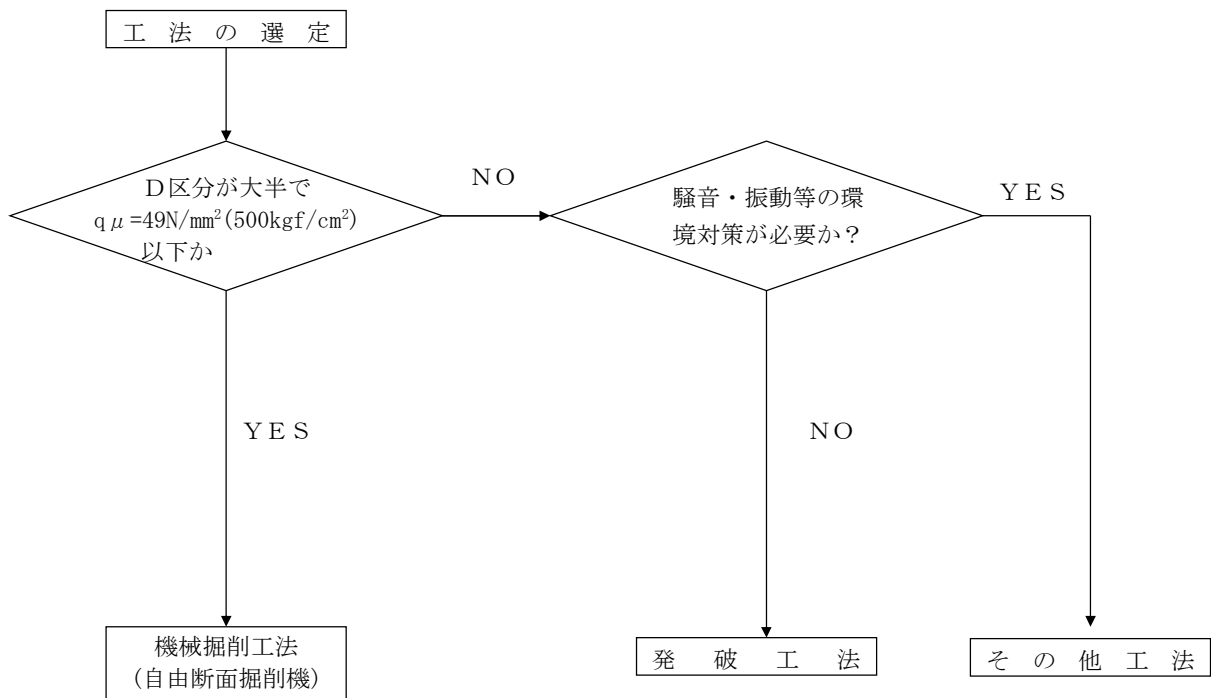 工法の選定
D区分が大半で
qμ=49N/mm²(500kgf/cm²)
以下か
NO
騒音・振動等の環
境対策が必要か？
YES
YES
NO
機械掘削工法
(自由断面掘削機)
発破工法
その他工法